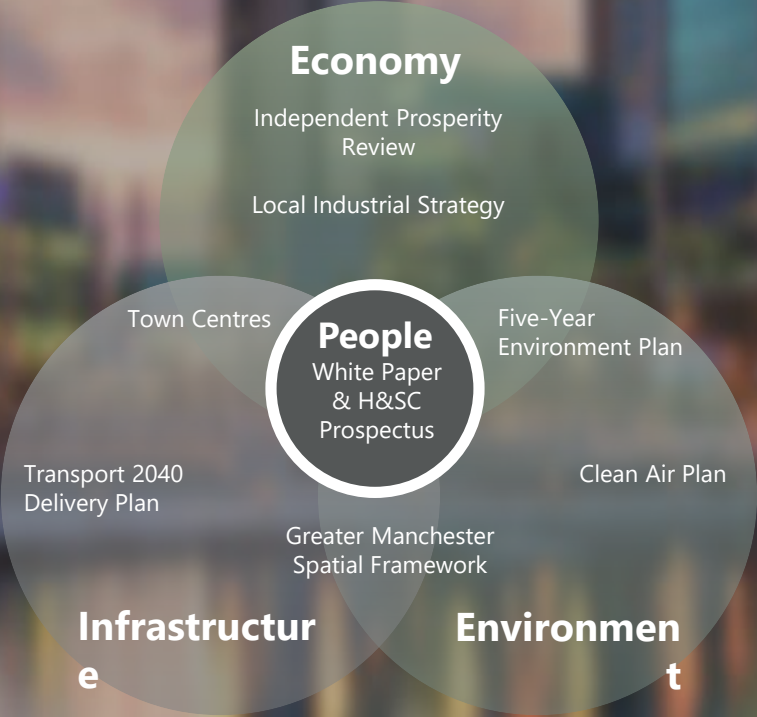 Economy
Independent Prosperity
Review
Local Industrial Strategy
Town Centres
People
White Paper
& H&SC
Prospectus
Five-Year
Environment Plan
Transport 2040
Delivery Plan
Clean Air Plan
Greater Manchester
Spatial Framework
Infrastructur
e
Environmen
t